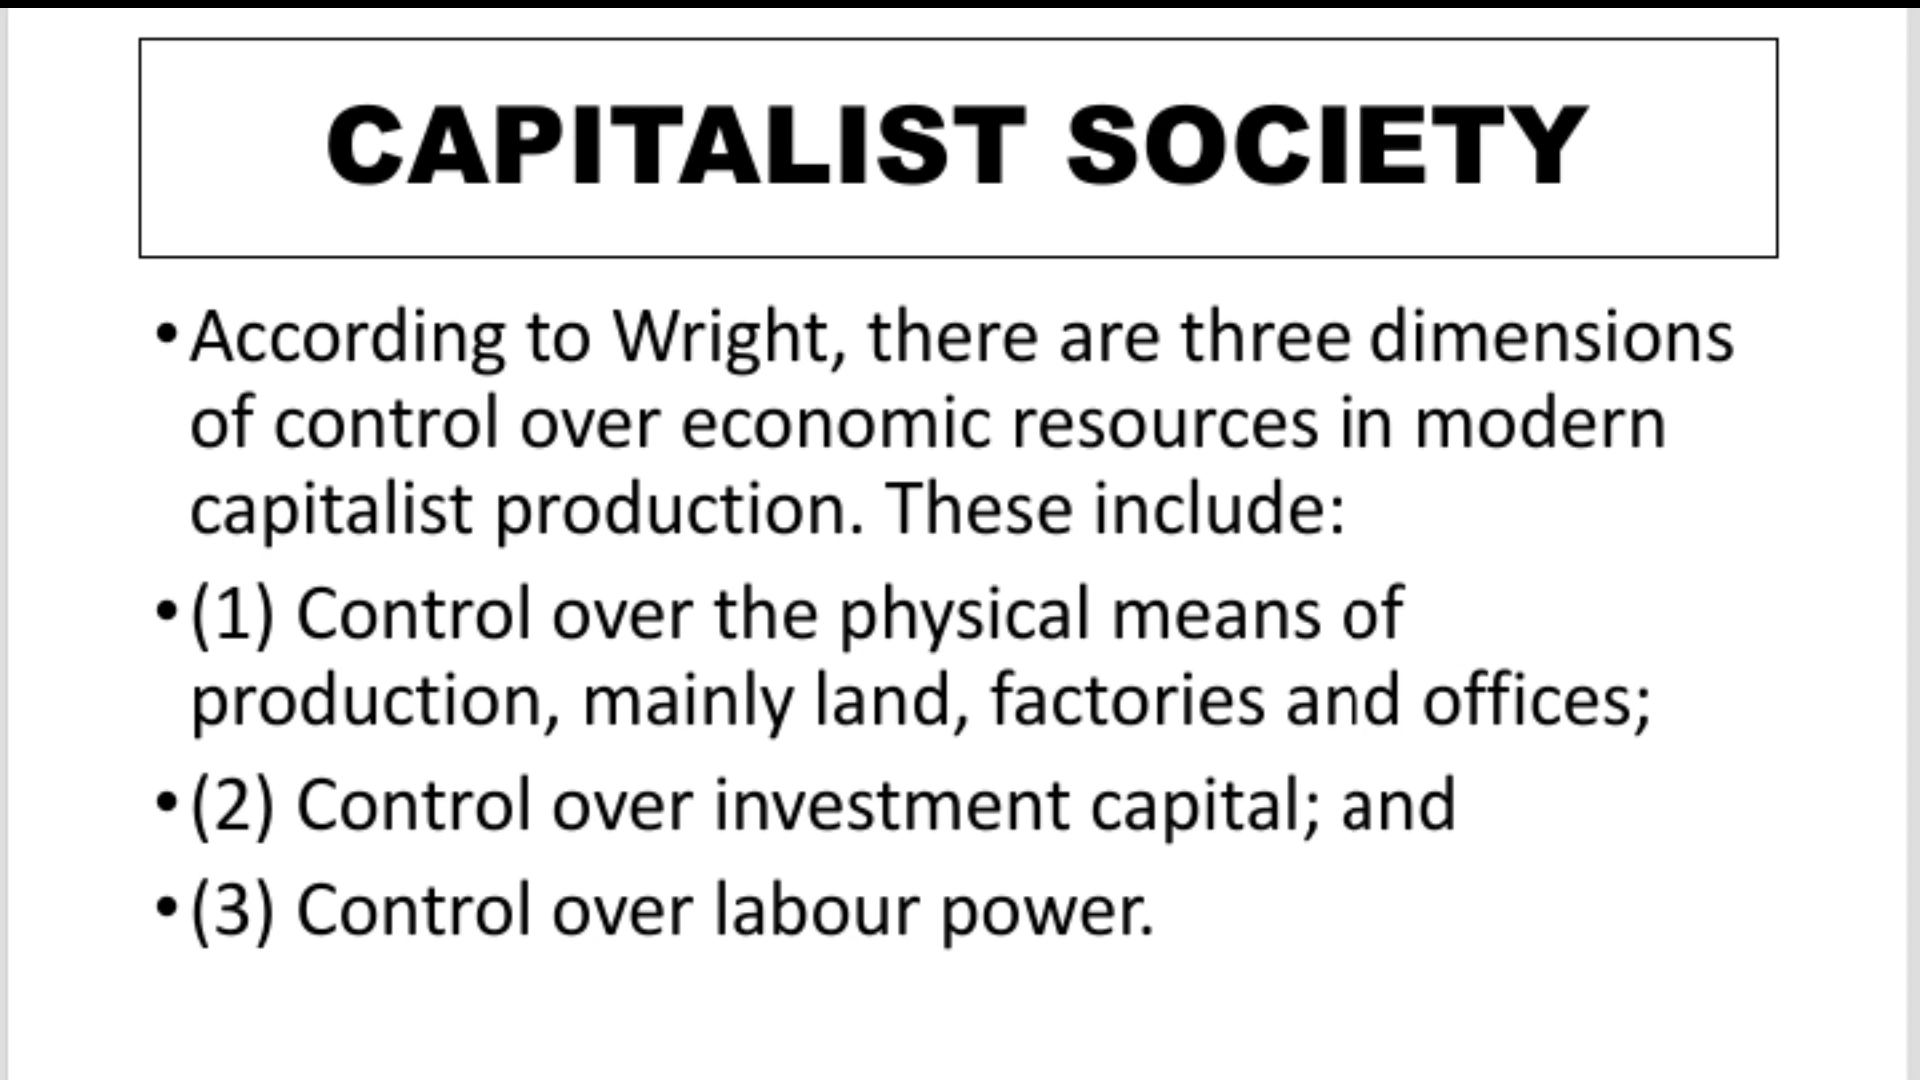 CAPITALIST SOCIETY
•According to Wright, there are three dimensions
of control over economic resources in modern
capitalist production. These include:
•(1) Control over the physical means of
production, mainly land, factories and offices;
•(2) Control over investment capital; and
•(3) Control over labour power.